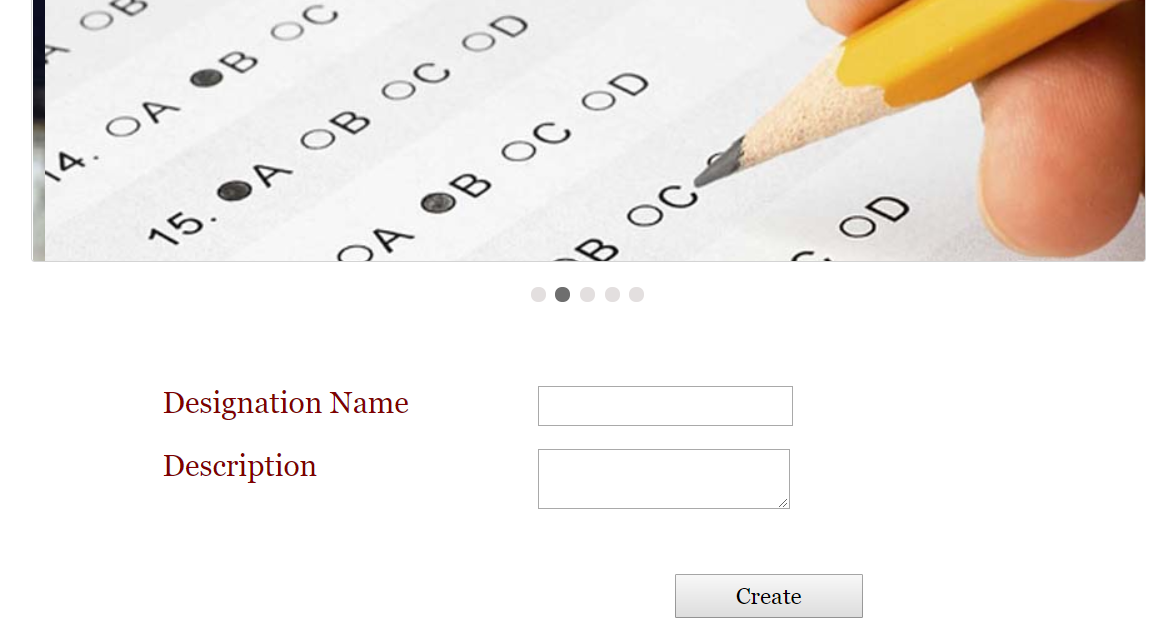 A B
14. A B C
15. A B C D
A B C D
B C
C D
Designation Name
Description
Create